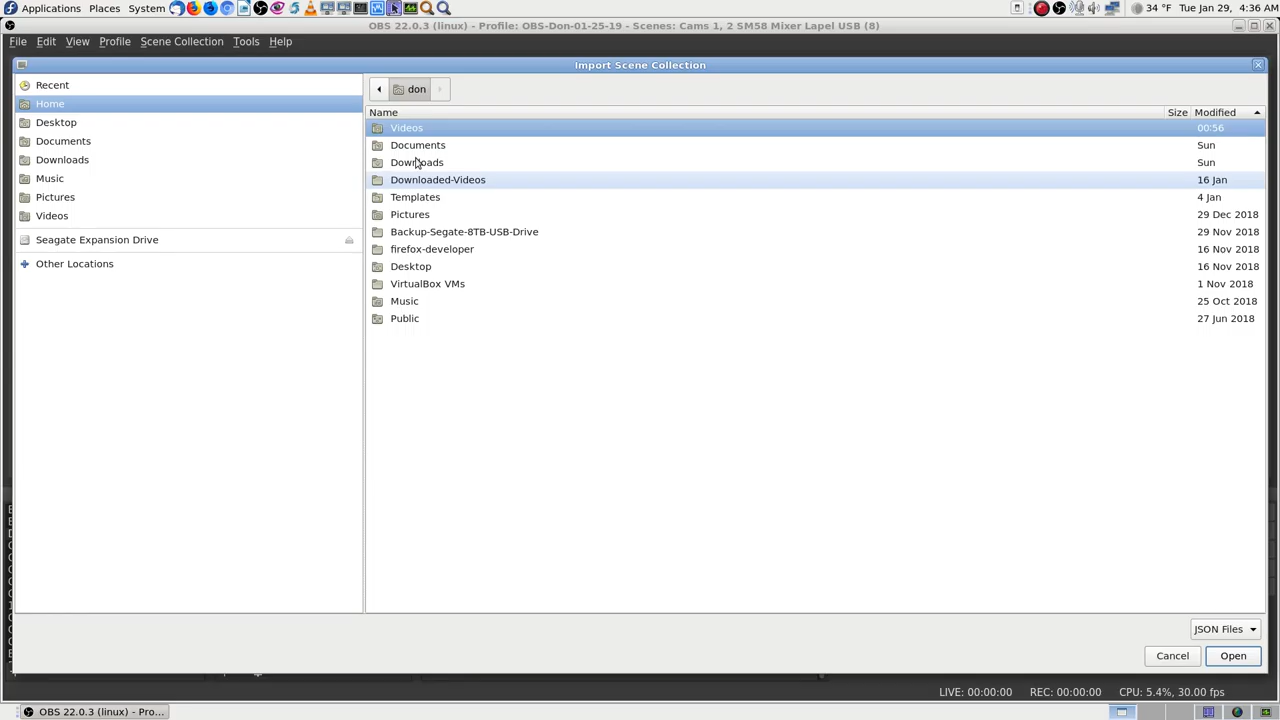 Applications Places System 34 °F Tue Jan 29, 4:36 AM
OBS 22.0.3 (linux) - Profile: OBS-Don-01-25-19 - Scenes: Cams 1, 2 SM58 Mixer Lapel USB (8)
File Edit View Profile Scene Collection Tools Help
Import Scene Collection
Recent
Home
Desktop
Documents
Downloads
Music
Pictures
Videos
Seagate Expansion Drive
Other Locations
don
Name Size Modified
Videos 00:56
Documents Sun
Downloads Sun
Downloaded-Videos 16 Jan
Templates 4 Jan
Pictures 29 Dec 2018
Backup-Segate-8TB-USB-Drive 29 Nov 2018
firefox-developer 16 Nov 2018
Desktop 16 Nov 2018
VirtualBox VMs 1 Nov 2018
Music 25 Oct 2018
Public 27 Jun 2018
JSON Files
Cancel Open
LIVE: 00:00:00 REC: 00:00:00 CPU: 5.4%, 30.00 fps
OBS 22.0.3 (linux) - Pro...